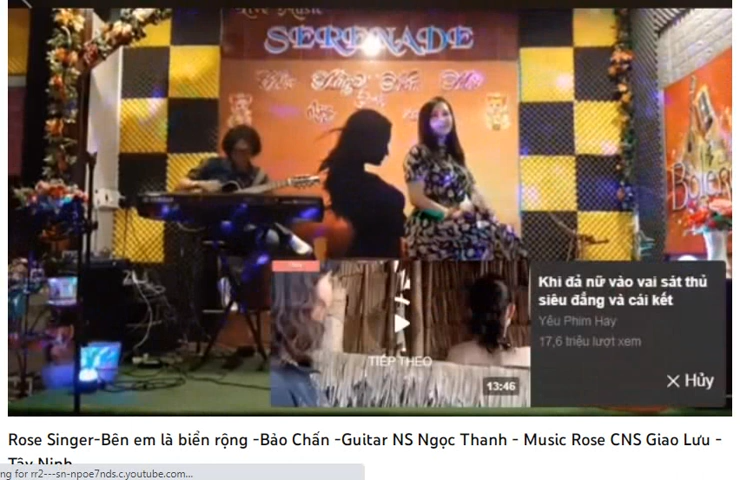 Live Music
SERENADE
Bolero
Khi đả nữ vào vai sát thủ
siêu đẳng và cái kết
Yêu Phim Hay
17,6 triệu lượt xem
TIẾP THEO
13:46
Hủy
Rose Singer-Bên em là biển rộng -Bảo Chấn -Guitar NS Ngọc Thanh - Music Rose CNS Giao Lưu -
Tây Ninh
ng for rr2---sn-npoe7nds.c.youtube.com...